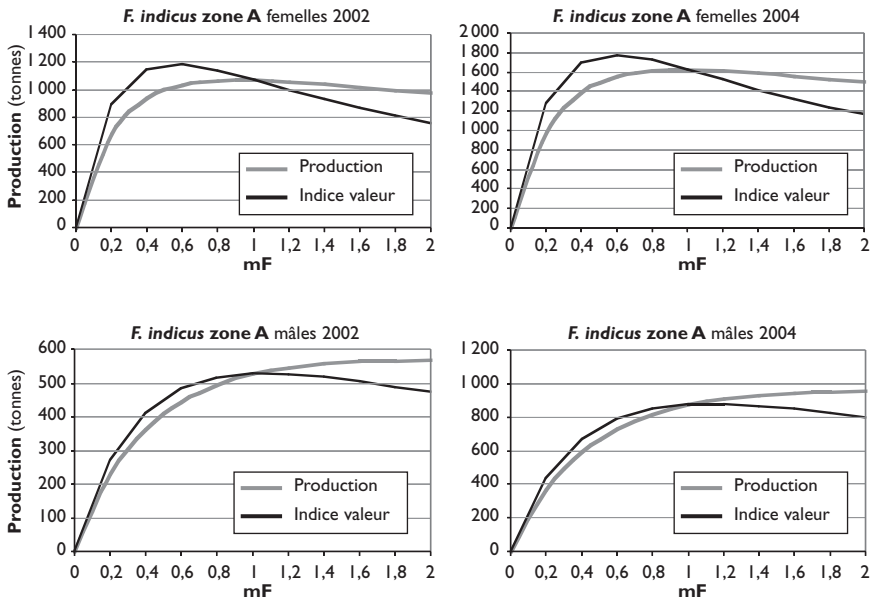 F. indicus zone A femelles 2002
Production (tonnes)
1 400
1 200
1 000
800
600
400
200
0
Production
Indice valeur
0 0,2 0,4 0,6 0,8 1 1,2 1,4 1,6 1,8 2
mF
F. indicus zone A femelles 2004
2 000
1 800
1 600
1 400
1 200
1 000
800
600
400
200
0
Production
Indice valeur
0 0,2 0,4 0,6 0,8 1 1,2 1,4 1,6 1,8 2
mF
F. indicus zone A mâles 2002
Production (tonnes)
600
500
400
300
200
100
0
Production
Indice valeur
0 0,2 0,4 0,6 0,8 1 1,2 1,4 1,6 1,8 2
mF
F. indicus zone A mâles 2004
1 200
1 000
800
600
400
200
0
Production
Indice valeur
0 0,2 0,4 0,6 0,8 1 1,2 1,4 1,6 1,8 2
mF